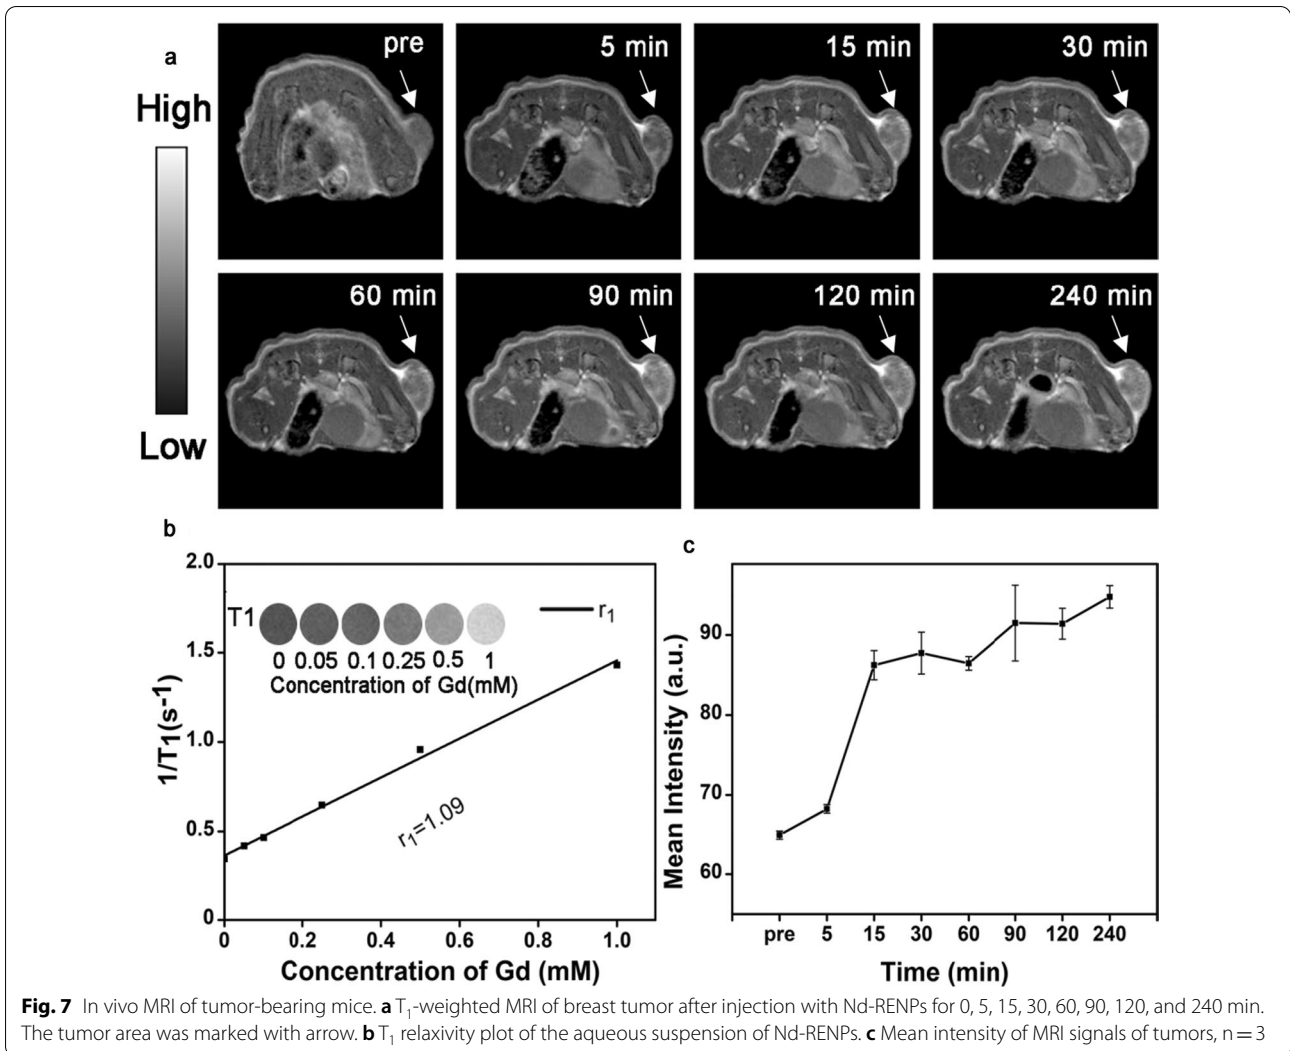 a
High
Low
pre
5 min
15 min
30 min
60 min
90 min
120 min
240 min
b
2.0
1.5
1.0
0.5
0
1/T1(s-1)
T1
r1
0 0.05 0.1 0.25 0.5 1
Concentration of Gd(mM)
r1=1.09
0 0.2 0.4 0.6 0.8 1.0
Concentration of Gd (mM)
c
90
80
70
60
Mean Intensity (a.u.)
pre 5 15 30 60 90 120 240
Time (min)
Fig. 7 In vivo MRI of tumor-bearing mice. a T1-weighted MRI of breast tumor after injection with Nd-RENPs for 0, 5, 15, 30, 60, 90, 120, and 240 min.
The tumor area was marked with arrow. b T1 relaxivity plot of the aqueous suspension of Nd-RENPs. c Mean intensity of MRI signals of tumors, n = 3